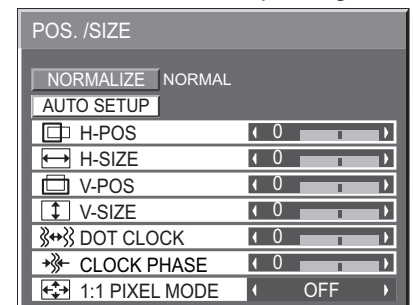 POS. /SIZE
NORMALIZE NORMAL
AUTO SETUP
H-POS 0
H-SIZE 0
V-POS 0
V-SIZE 0
DOT CLOCK 0
CLOCK PHASE 0
1:1 PIXEL MODE OFF